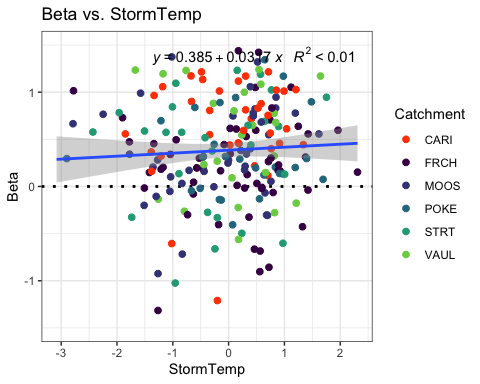 Beta vs. StormTemp
y = 0.385 + 0.0317 x R² < 0.01
1
0
-1
Beta
-3 -2 -1 0 1 2
StormTemp
Catchment
CARI
FRCH
MOOS
POKE
STRT
VAUL